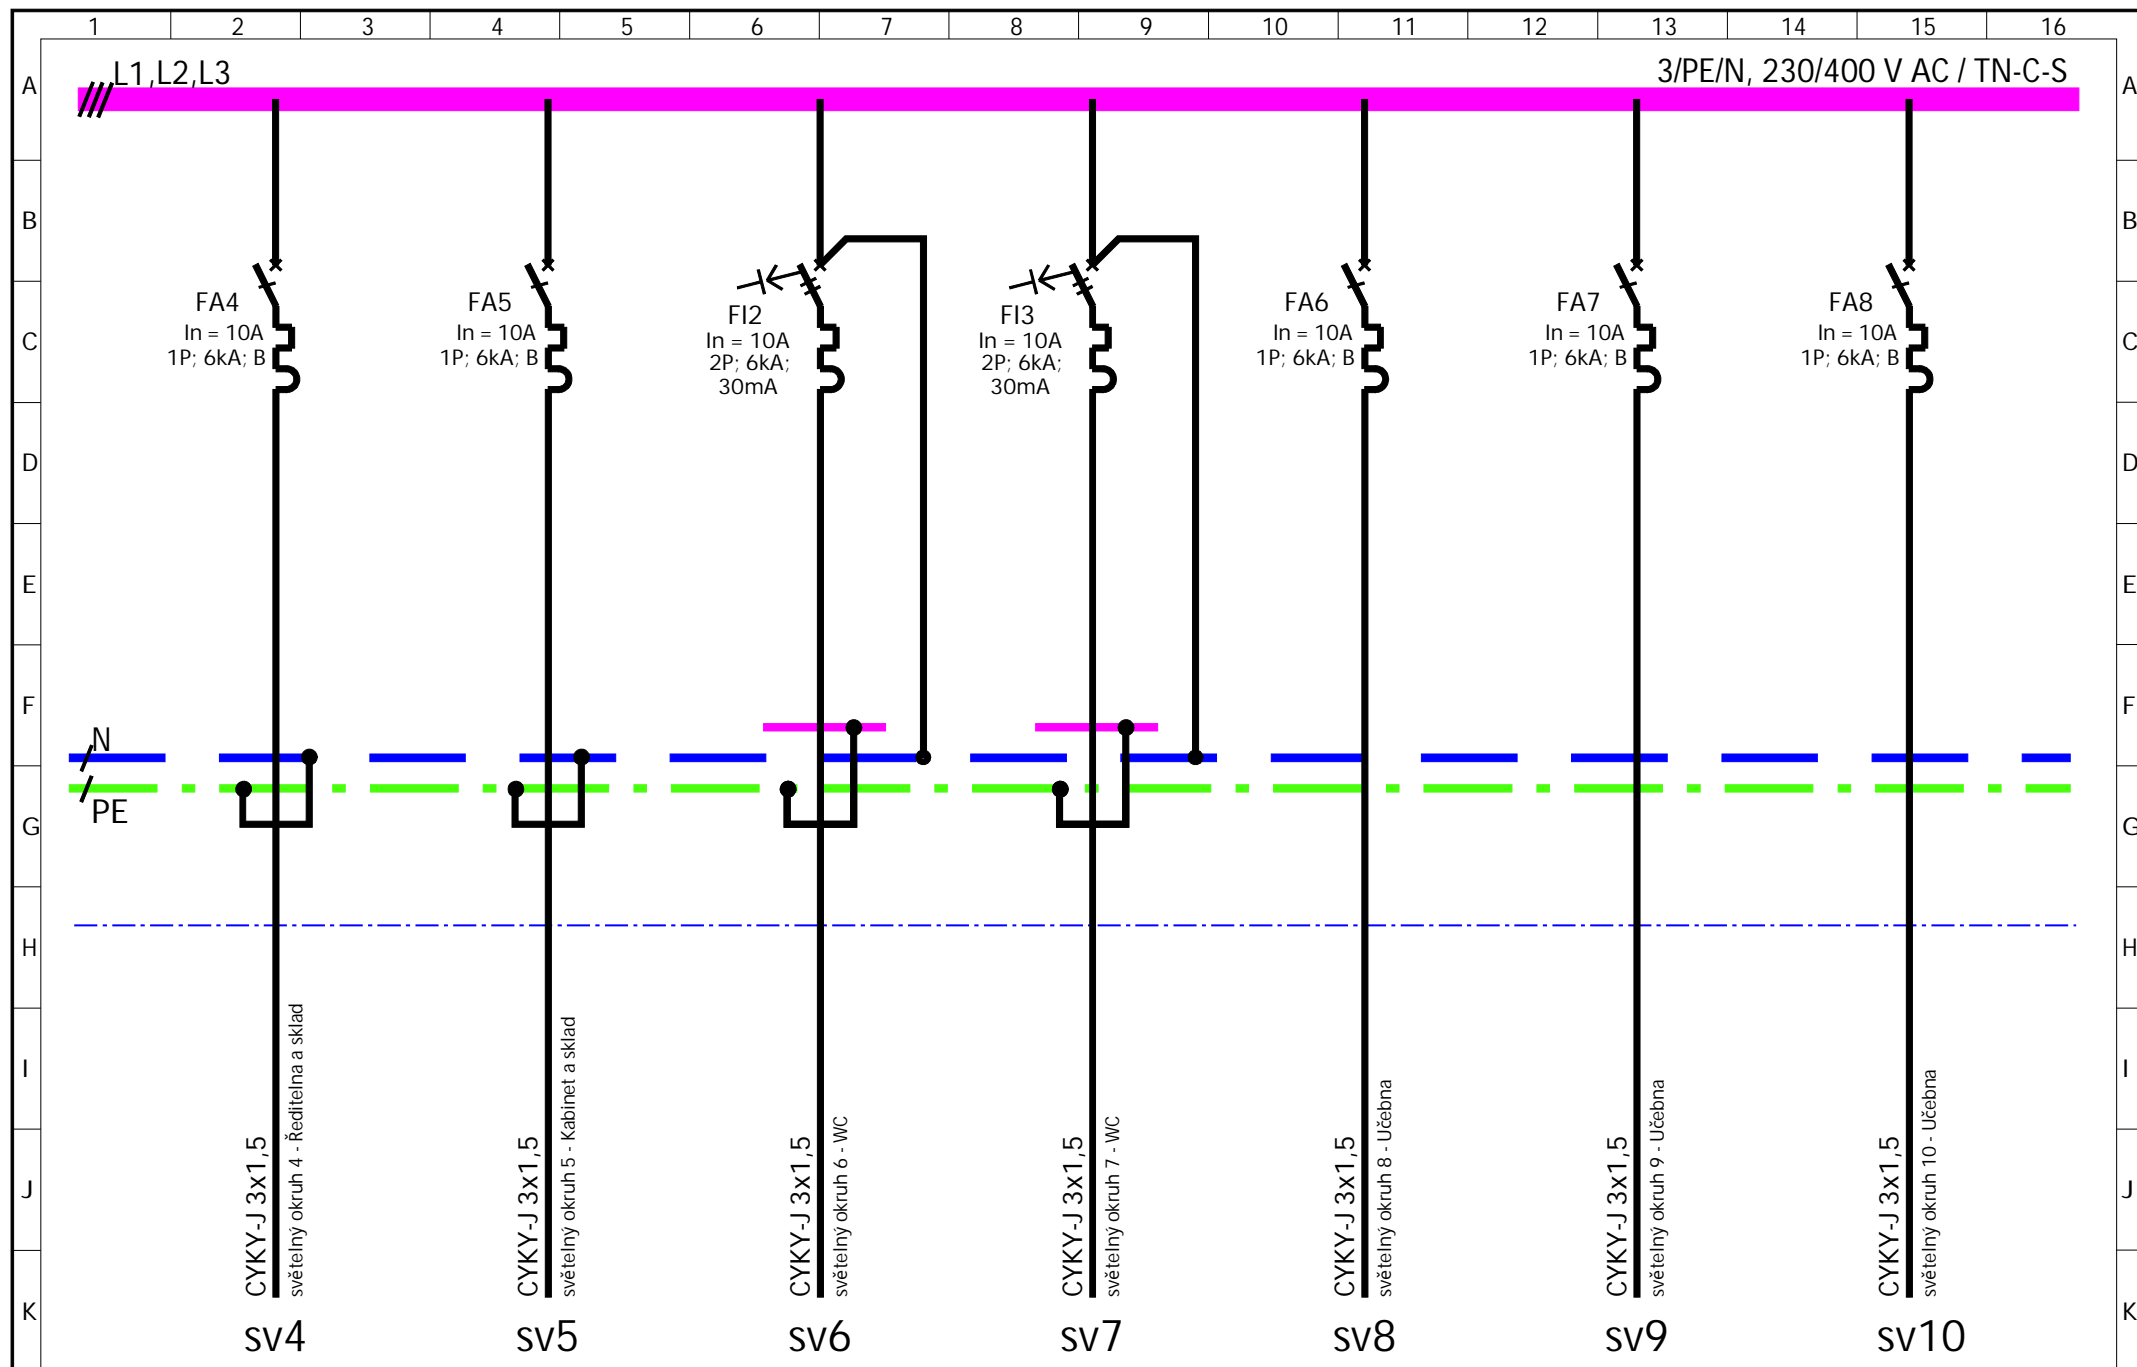 1 2 3 4 5 6 7 8 9 10 11 12 13 14 15 16
A A
L1,L2,L3
3/PE/N, 230/400 V AC / TN-C-S
B B
C C
FA4
In = 10A
1P; 6kA; B
FA5
In = 10A
1P; 6kA; B
FI2
In = 10A
2P; 6kA;
30mA
FI3
In = 10A
2P; 6kA;
30mA
FA6
In = 10A
1P; 6kA; B
FA7
In = 10A
1P; 6kA; B
FA8
In = 10A
1P; 6kA; B
D D
E E
F F
N
PE
G G
H H
I I
J J
K K
CYKY-J 3x1,5
světelný okruh 4 - Ředitelna a sklad
CYKY-J 3x1,5
světelný okruh 5 - Kabinet a sklad
CYKY-J 3x1,5
světelný okruh 6 - WC
CYKY-J 3x1,5
světelný okruh 7 - WC
CYKY-J 3x1,5
světelný okruh 8 - Učebna
CYKY-J 3x1,5
světelný okruh 9 - Učebna
CYKY-J 3x1,5
světelný okruh 10 - Učebna
sv4 sv5 sv6 sv7 sv8 sv9 sv10